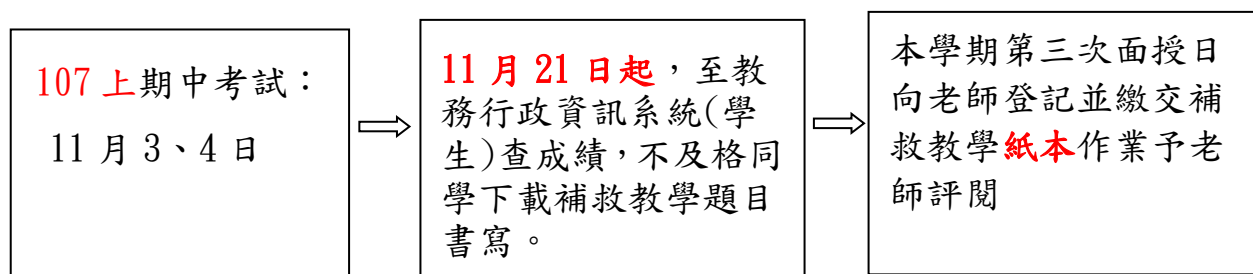 107 上期中考試：
11 月 3、4 日
11 月 21 日起，至教
務行政資訊系統(學
生)查成績，不及格同
學下載補救教學題目
書寫。
本學期第三次面授日
向老師登記並繳交補
救教學紙本作業予老
師評閱